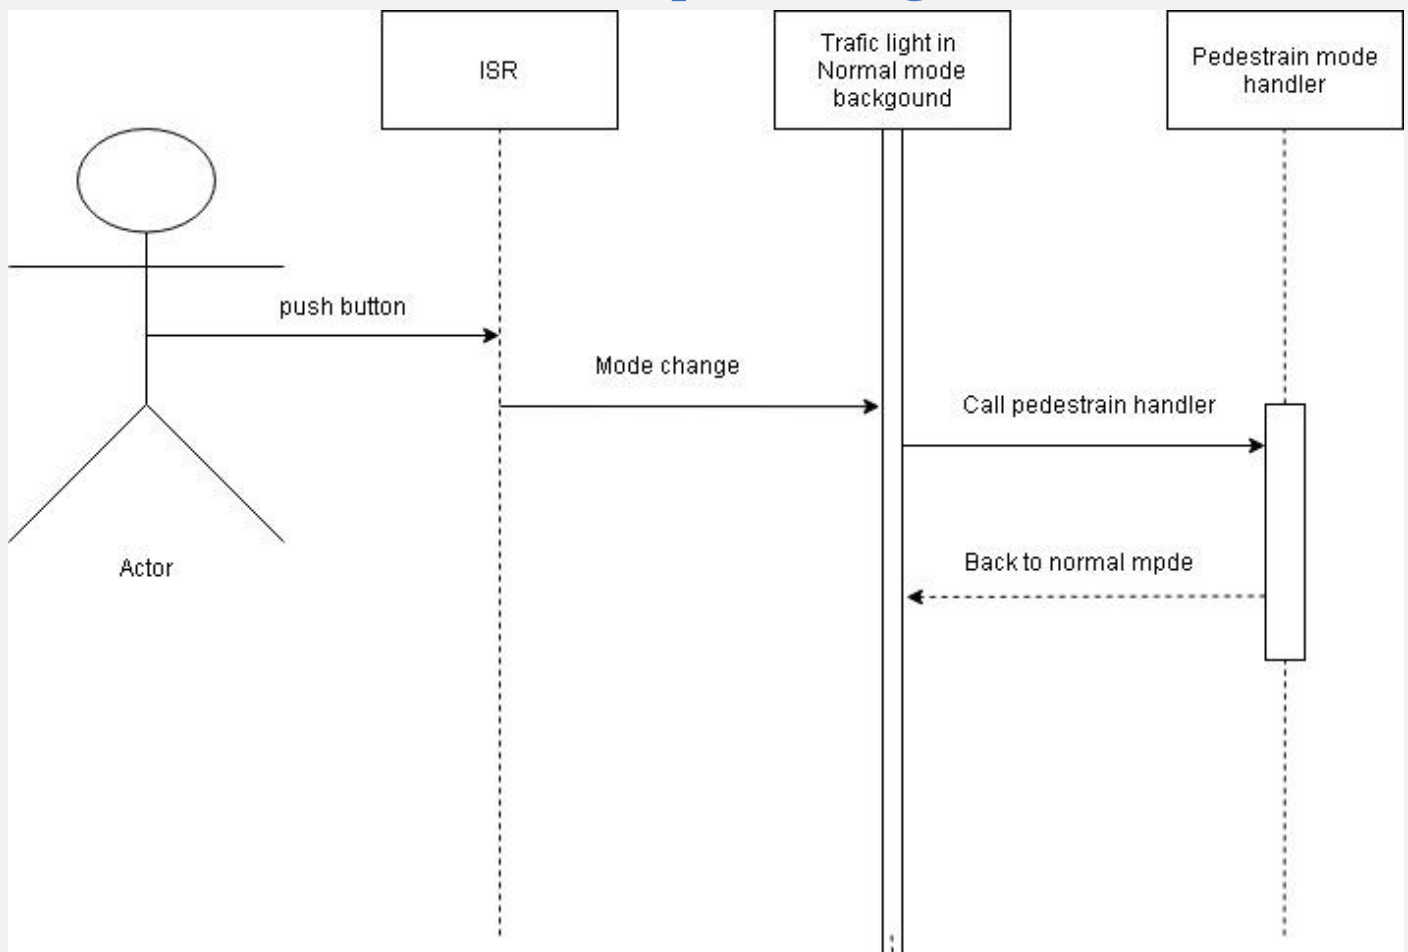 ISR
Trafic light in
Normal mode
backgound
Pedestrain mode
handler
push button
Mode change
Call pedestrain handler
Back to normal mpde
Actor